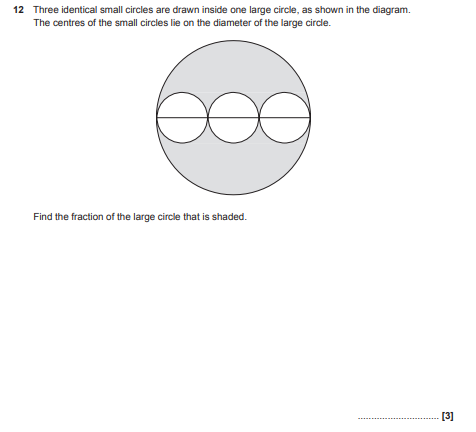 12 Three identical small circles are drawn inside one large circle, as shown in the diagram.
The centres of the small circles lie on the diameter of the large circle.
Find the fraction of the large circle that is shaded.
.............................. [3]